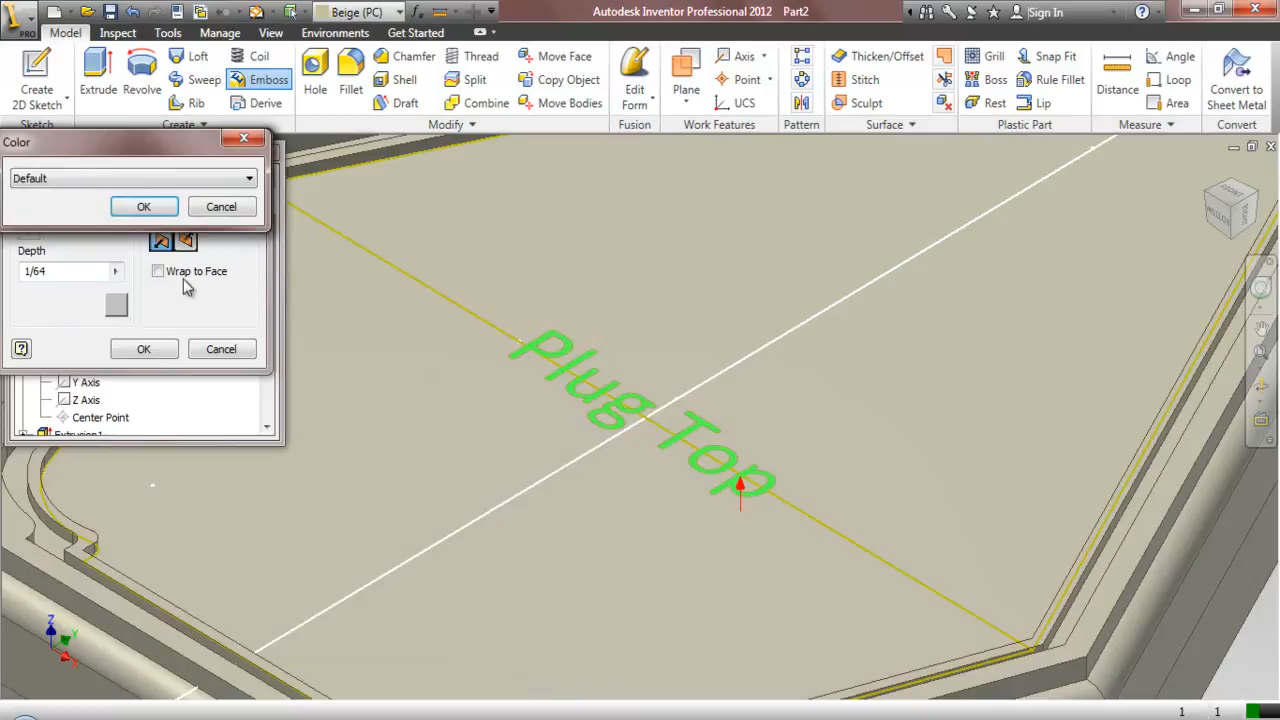 PRO
Beige (PC)
Autodesk Inventor Professional 2012 Part2
Sign In
Model Inspect Tools Manage View Environments Get Started
Create
2D Sketch
Extrude Revolve
Loft
Sweep
Rib
Coil
Emboss
Derive
Hole
Fillet
Chamfer
Shell
Draft
Thread
Split
Combine
Move Face
Copy Object
Move Bodies
Edit
Form
Plane
Axis
Point
UCS
Thicken/Offset
Stitch
Sculpt
Grill
Boss
Rest
Snap Fit
Rule Fillet
Lip
Distance
Angle
Loop
Area
Convert to
Sheet Metal
Sketch Create Modify Fusion Work Features Pattern Surface Plastic Part Measure Convert
Color
Default
OK Cancel
Depth
1/64
Wrap to Face
OK Cancel
Y Axis
Z Axis
Center Point
Extrusion1
Plug Top
FRONT
BOTTOM
Z
Y
X
1 1